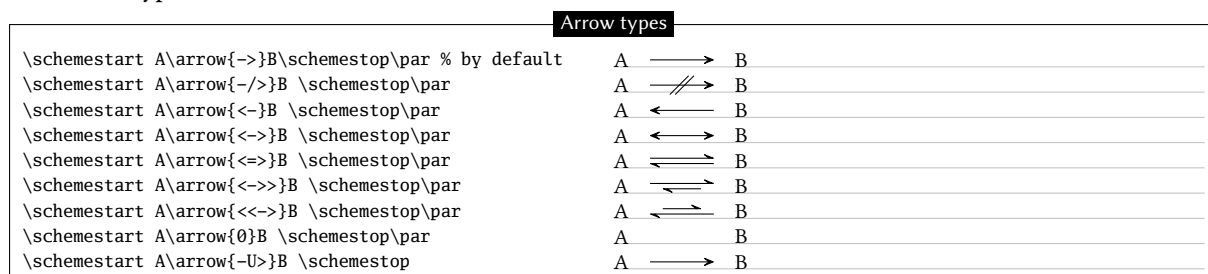 Arrow types
\schemestart A\arrow{->}B\schemestop\par % by default A B
\schemestart A\arrow{-/>}B \schemestop\par A B
\schemestart A\arrow{<-}B \schemestop\par A B
\schemestart A\arrow{<->}B \schemestop\par A B
\schemestart A\arrow{<=>}B \schemestop\par A B
\schemestart A\arrow{<->>}B \schemestop\par A B
\schemestart A\arrow{<<->}B \schemestop\par A B
\schemestart A\arrow{0}B \schemestop\par A B
\schemestart A\arrow{-U>}B \schemestop A B